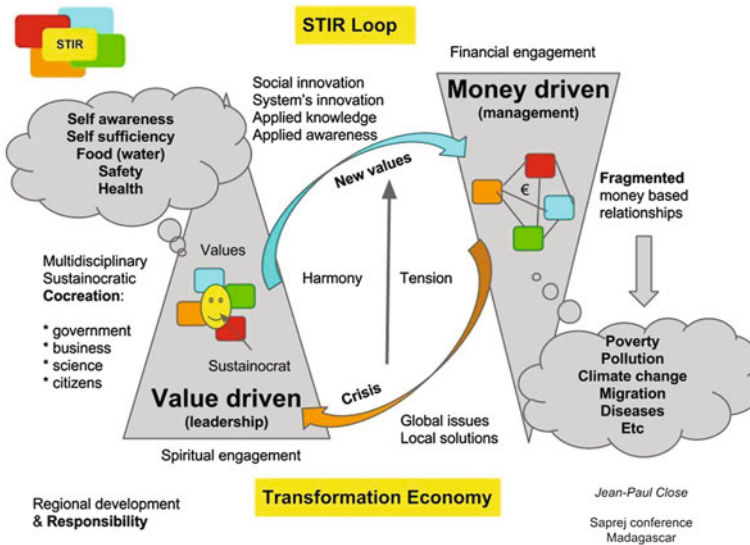 STIR
STIR Loop
Financial engagement
Money driven
(management)
Social innovation
System's innovation
Applied knowledge
Applied awareness
Self awareness
Self sufficiency
Food (water)
Safety
Health
New values
€
Fragmented
money based
relationships
Multidisciplinary
Sustainocratic
Cocreation:
* government
* business
* science
* citizens
Values
Sustainocrat
Harmony
Tension
Value driven
(leadership)
Spiritual engagement
Crisis
Global issues
Local solutions
Poverty
Pollution
Climate change
Migration
Diseases
Etc
Regional development
& Responsibility
Transformation Economy
Jean-Paul Close
Saprej conference
Madagascar